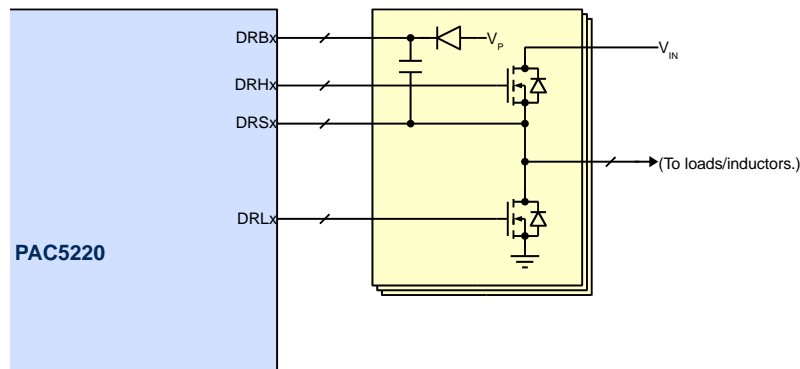 DRBx
V_P
V_IN
DRHx
DRSx
(To loads/inductors.)
DRLx
PAC5220